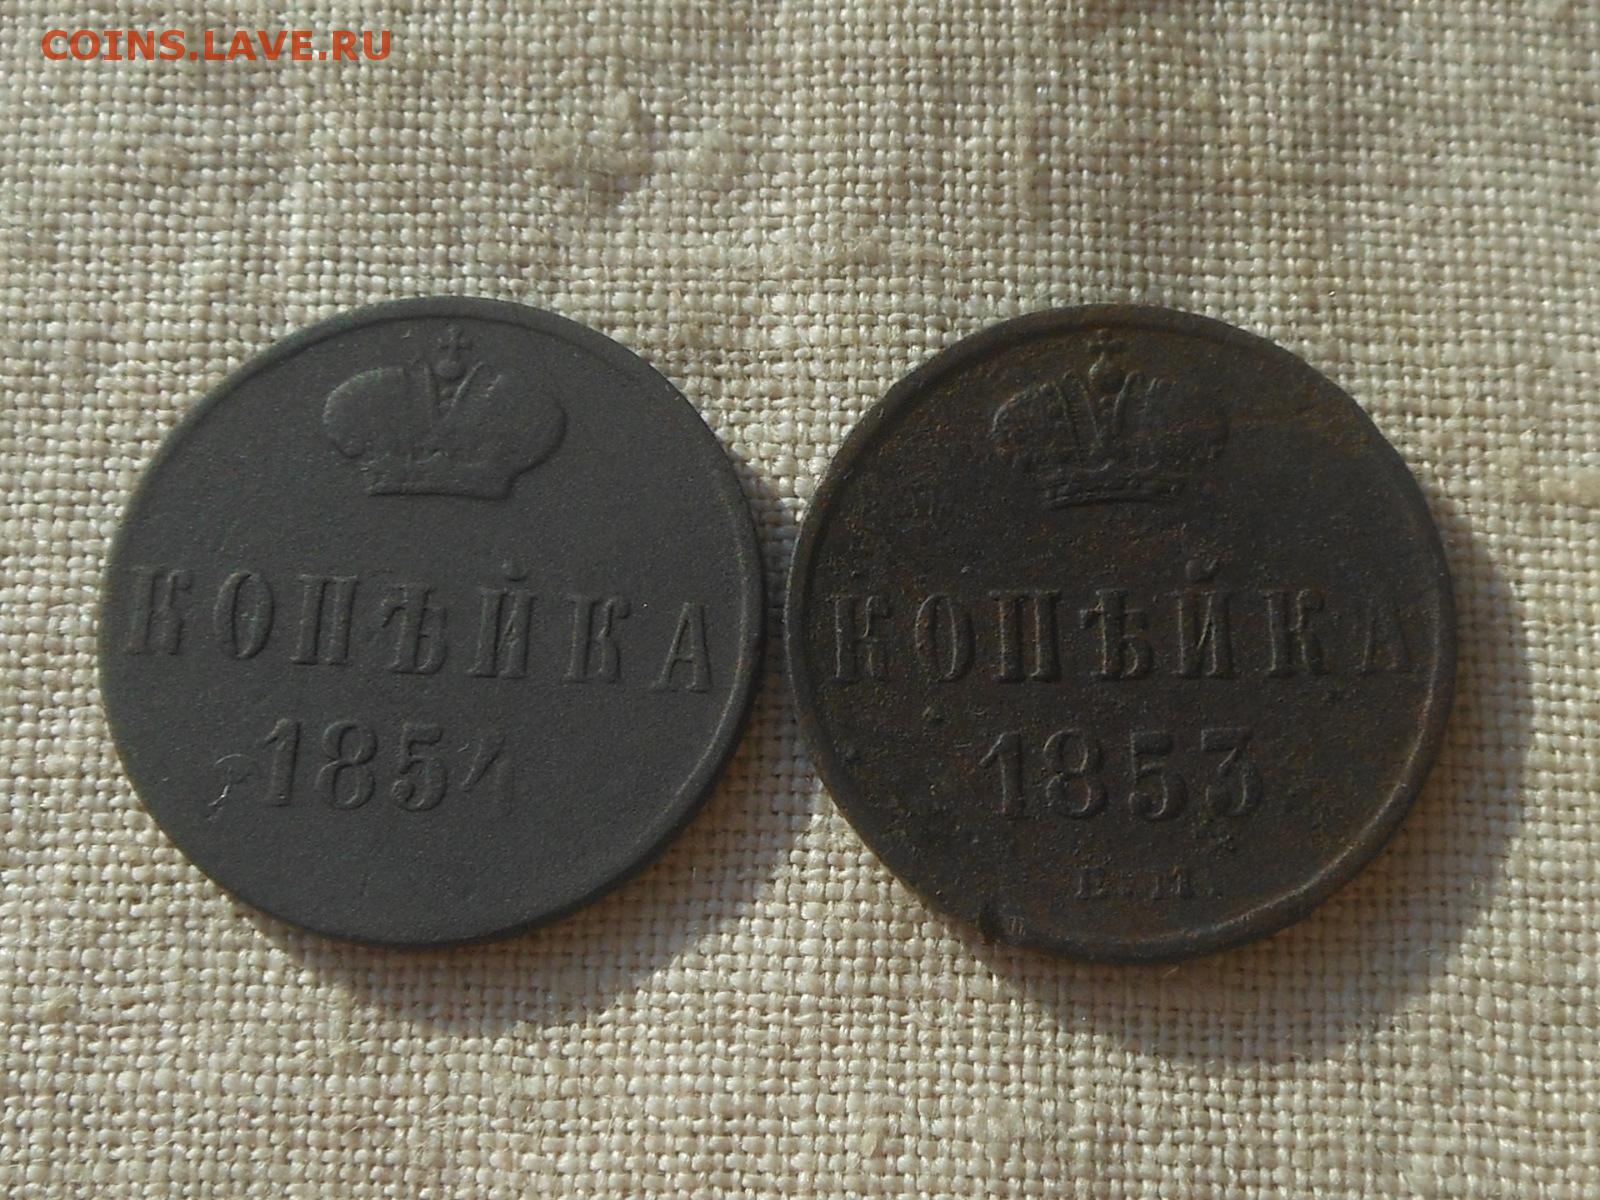 COINS.LAVE.RU
КОПѢЙКА
1854
КОПѢЙКА
1853
Е.М.